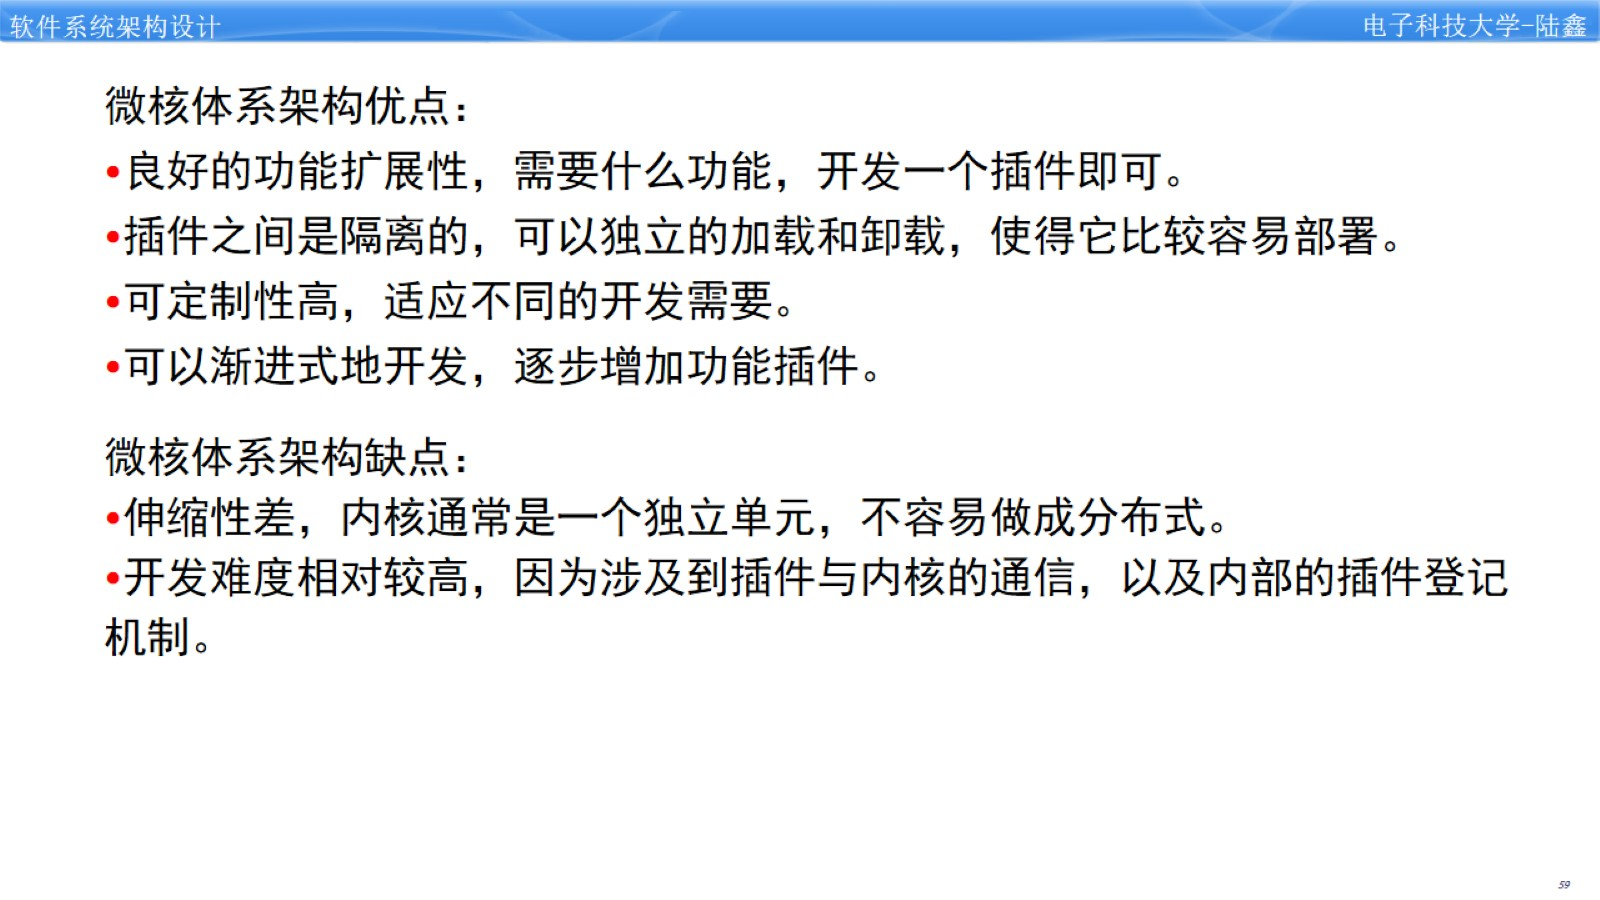 软件系统架构设计
电子科技大学-陆鑫
微核体系架构优点：
•良好的功能扩展性，需要什么功能，开发一个插件即可。
•插件之间是隔离的，可以独立的加载和卸载，使得它比较容易部署。
•可定制性高，适应不同的开发需要。
•可以渐进式地开发，逐步增加功能插件。
微核体系架构缺点：
•伸缩性差，内核通常是一个独立单元，不容易做成分布式。
•开发难度相对较高，因为涉及到插件与内核的通信，以及内部的插件登记
机制。
59